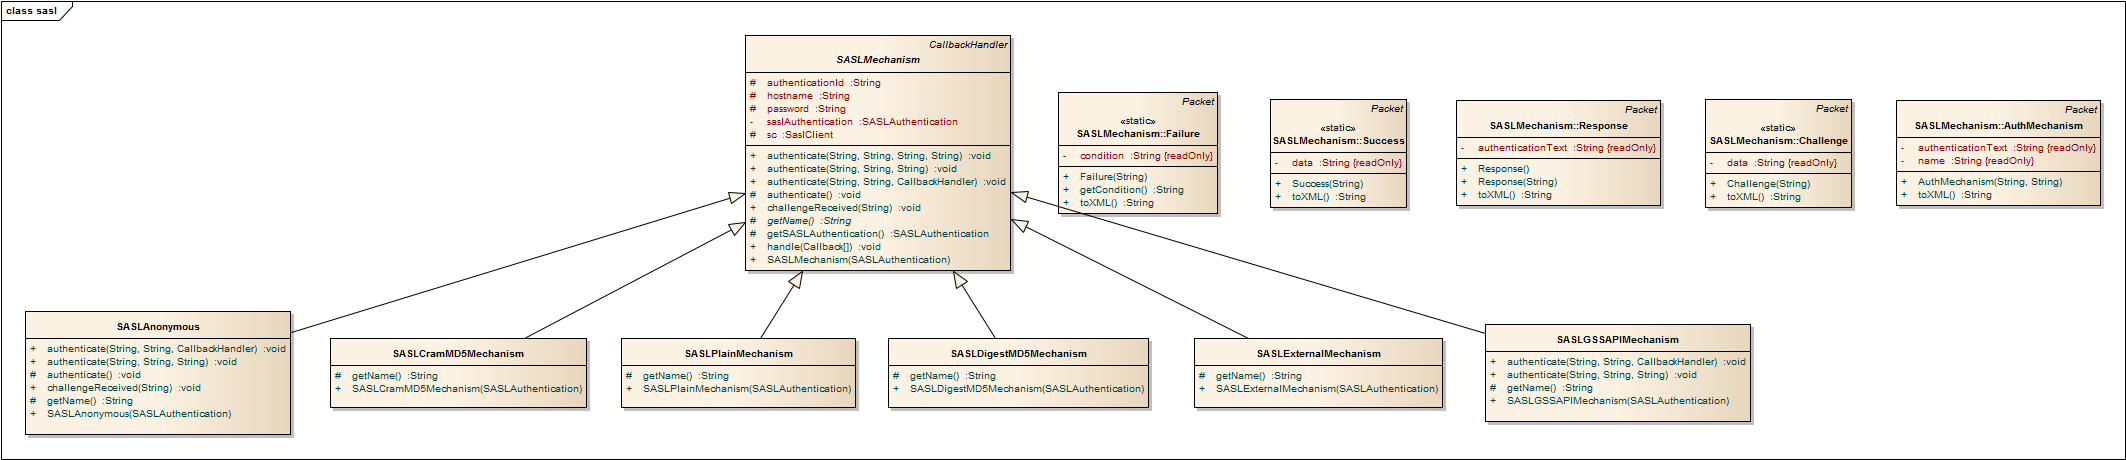 class sasl
CallbackHandler
SASLMechanism
# authenticationId :String
# hostname :String
# password :String
- saslAuthentication :SASLAuthentication
# sc :SaslClient
+ authenticate(String, String, String, String) :void
+ authenticate(String, String, String) :void
+ authenticate(String, String, CallbackHandler) :void
# authenticate() :void
+ challengeReceived(String) :void
# getName() :String
# getSASLAuthentication() :SASLAuthentication
+ handle(Callback[]) :void
+ SASLMechanism(SASLAuthentication)
Packet
«static»
SASLMechanism::Failure
- condition :String {readOnly}
+ Failure(String)
+ getCondition() :String
+ toXML() :String
Packet
«static»
SASLMechanism::Success
- data :String {readOnly}
+ Success(String)
+ toXML() :String
Packet
SASLMechanism::Response
- authenticationText :String {readOnly}
+ Response()
+ Response(String)
+ toXML() :String
Packet
«static»
SASLMechanism::Challenge
- data :String {readOnly}
+ Challenge(String)
+ toXML() :String
Packet
SASLMechanism::AuthMechanism
- authenticationText :String {readOnly}
- name :String {readOnly}
+ AuthMechanism(String, String)
+ toXML() :String
SASLAnonymous
+ authenticate(String, String, CallbackHandler) :void
+ authenticate(String, String, String) :void
# authenticate() :void
+ challengeReceived(String) :void
# getName() :String
+ SASLAnonymous(SASLAuthentication)
SASLCramMD5Mechanism
# getName() :String
+ SASLCramMD5Mechanism(SASLAuthentication)
SASLPlainMechanism
# getName() :String
+ SASLPlainMechanism(SASLAuthentication)
SASLDigestMD5Mechanism
# getName() :String
+ SASLDigestMD5Mechanism(SASLAuthentication)
SASLExternalMechanism
# getName() :String
+ SASLExternalMechanism(SASLAuthentication)
SASLGSSAPIMechanism
+ authenticate(String, String, CallbackHandler) :void
+ authenticate(String, String, String) :void
# getName() :String
+ SASLGSSAPIMechanism(SASLAuthentication)